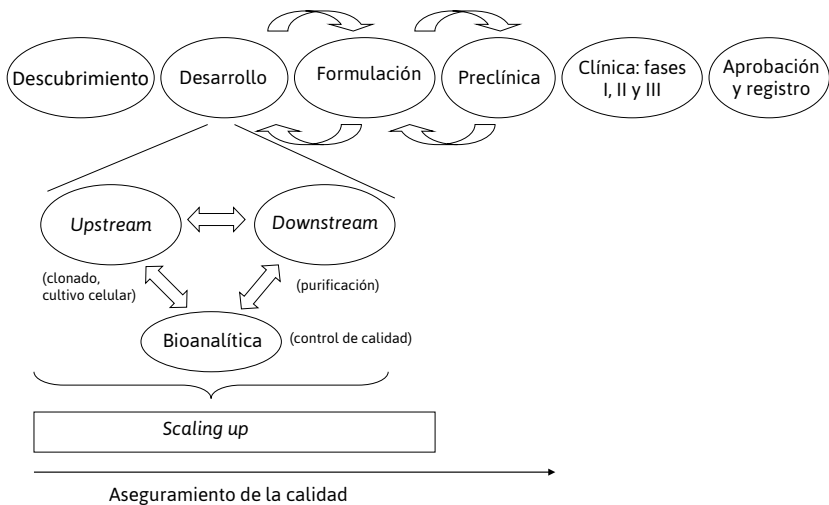 Descubrimiento
Desarrollo
Formulación
Preclínica
Clínica: fases
I, II y III
Aprobación
y registro
Upstream
Downstream
(clonado,
cultivo celular)
(purificación)
Bioanalítica
(control de calidad)
Scaling up
Aseguramiento de la calidad